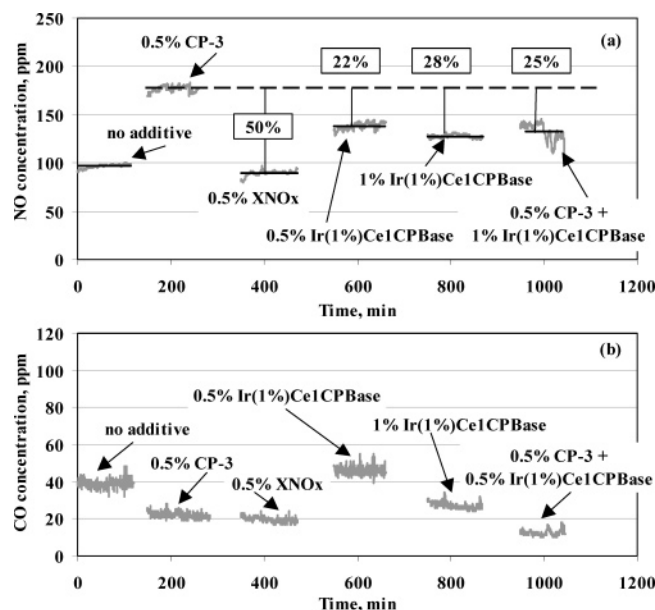 250
200
150
100
50
0
NO concentration, ppm
(a)
0.5% CP-3
22%
28%
25%
50%
no additive
0.5% XNOx
0.5% Ir(1%)Ce1CPBase
1% Ir(1%)Ce1CPBase
0.5% CP-3 +
1% Ir(1%)Ce1CPBase
0 200 400 600 800 1000 1200
Time, min
120
100
80
60
40
20
0
CO concentration, ppm
(b)
no additive
0.5% CP-3
0.5% XNOx
0.5% Ir(1%)Ce1CPBase
1% Ir(1%)Ce1CPBase
0.5% CP-3 +
0.5% Ir(1%)Ce1CPBase
0 200 400 600 800 1000 1200
Time, min